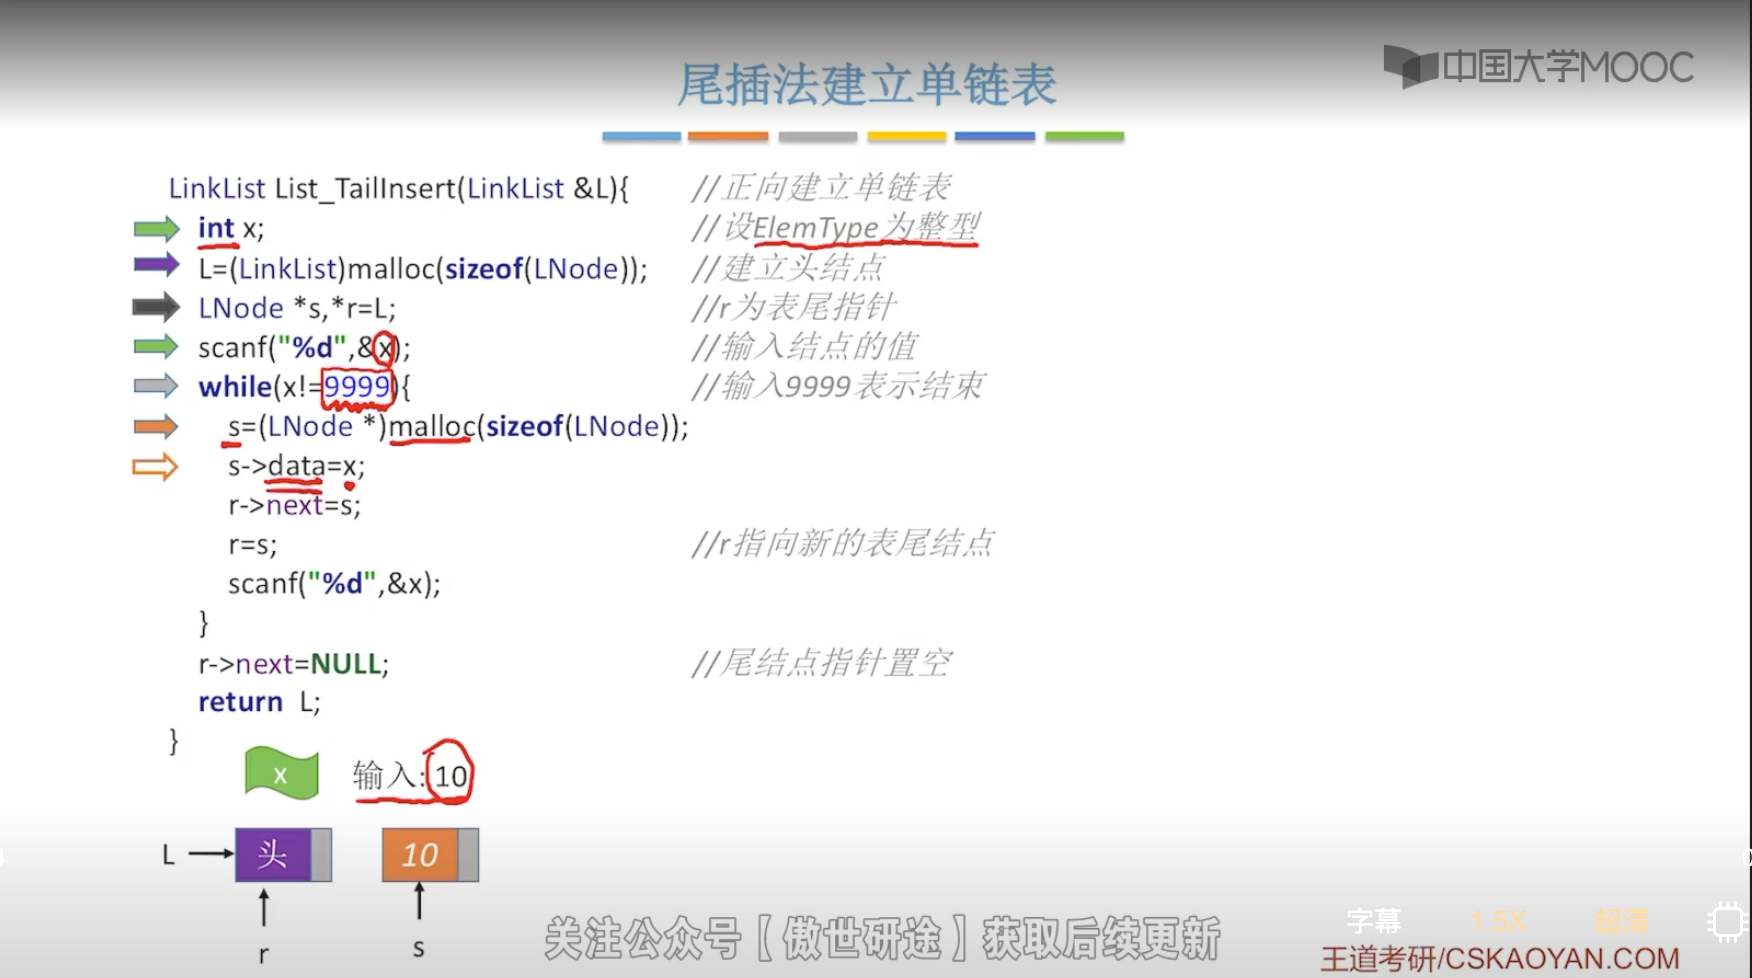 中国大学MOOC
尾插法建立单链表
LinkList List_TailInsert(LinkList &L){ //正向建立单链表
int x; //设ElemType为整型
L=(LinkList)malloc(sizeof(LNode)); //建立头结点
LNode *s,*r=L; //r为表尾指针
scanf("%d",&x); //输入结点的值
while(x!=9999){ //输入9999表示结束
s=(LNode *)malloc(sizeof(LNode));
s->data=x;
r->next=s;
r=s; //r指向新的表尾结点
scanf("%d",&x);
}
r->next=NULL; //尾结点指针置空
return L;
}
x 输入:10
L 头 10
r s
关注公众号【傲世研途】获取后续更新
字幕 1.5X 超清
王道考研/CSKAOYAN.COM